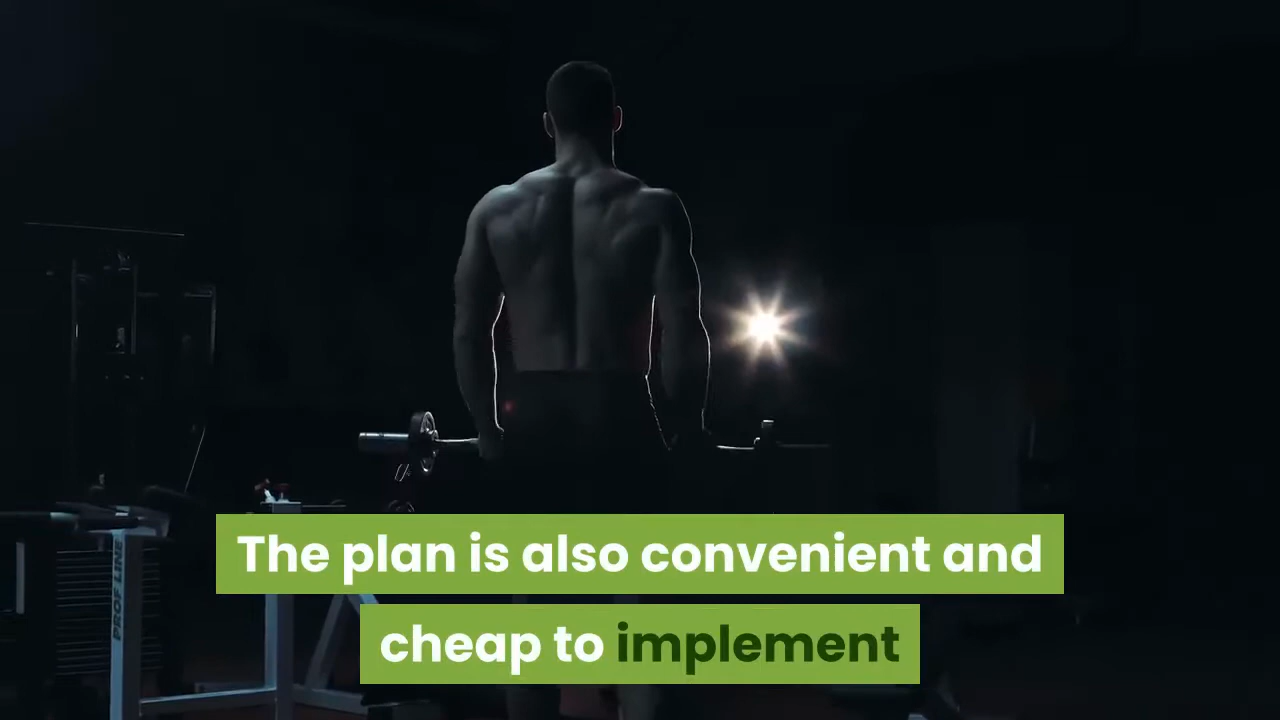 The plan is also convenient and
cheap to implement
PROF LINE